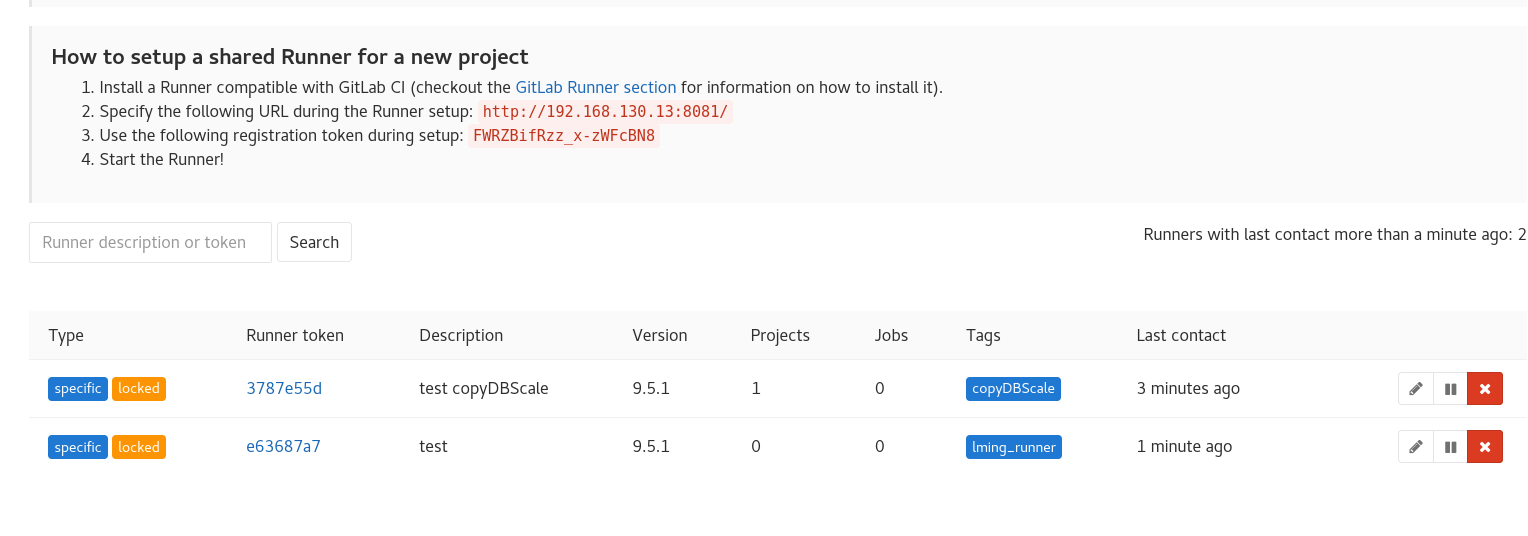 How to setup a shared Runner for a new project
1. Install a Runner compatible with GitLab CI (checkout the GitLab Runner section for information on how to install it).
2. Specify the following URL during the Runner setup: http://192.168.130.13:8081/
3. Use the following registration token during setup: FWRZBifRzz_x-zWFcBN8
4. Start the Runner!
Runner description or token Search Runners with last contact more than a minute ago: 2
Type Runner token Description Version Projects Jobs Tags Last contact
specific locked 3787e55d test copyDBScale 9.5.1 1 0 copyDBScale 3 minutes ago
specific locked e63687a7 test 9.5.1 0 0 lming_runner 1 minute ago